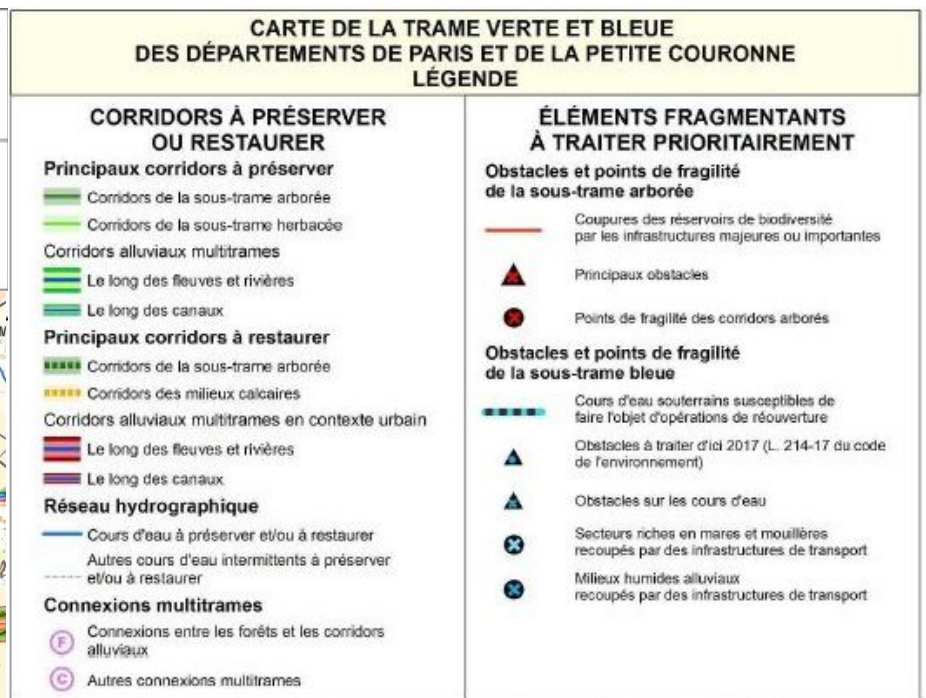 CARTE DE LA TRAME VERTE ET BLEUE
DES DÉPARTEMENTS DE PARIS ET DE LA PETITE COURONNE
LÉGENDE
CORRIDORS À PRÉSERVER
OU RESTAURER
Principaux corridors à préserver
Corridors de la sous-trame arborée
Corridors de la sous-trame herbacée
Corridors alluviaux multitrames
Le long des fleuves et rivières
Le long des canaux
Principaux corridors à restaurer
Corridors de la sous-trame arborée
Corridors des milieux calcaires
Corridors alluviaux multitrames en contexte urbain
Le long des fleuves et rivières
Le long des canaux
Réseau hydrographique
Cours d'eau à préserver et/ou à restaurer
Autres cours d'eau intermittents à préserver
et/ou à restaurer
Connexions multitrames
F
Connexions entre les forêts et les corridors
alluviaux
C
Autres connexions multitrames
ÉLÉMENTS FRAGMENTANTS
À TRAITER PRIORITAIREMENT
Obstacles et points de fragilité
de la sous-trame arborée
Coupures des réservoirs de biodiversité
par les infrastructures majeures ou importantes
Principaux obstacles
Points de fragilité des corridors arborés
Obstacles et points de fragilité
de la sous-trame bleue
Cours d'eau souterrains susceptibles de
faire l'objet d'opérations de réouverture
Obstacles à traiter d'ici 2017 (L. 214-17 du code
de l'environnement)
Obstacles sur les cours d'eau
Secteurs riches en mares et mouillères
recoupés par des infrastructures de transport
Milieux humides alluviaux
recoupés par des infrastructures de transport